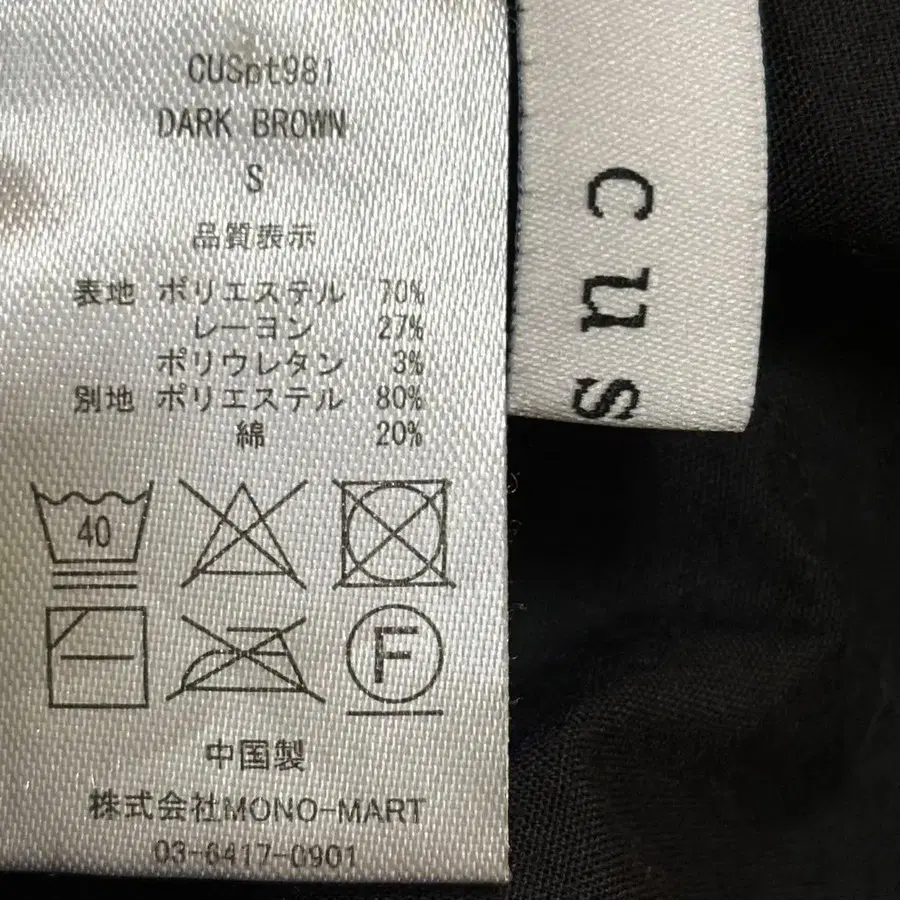 CUSpt981
DARK BROWN
S
品質表示
表地 ポリエステル 70%
レーヨン 27%
ポリウレタン 3%
別地 ポリエステル 80%
綿 20%
40
F
中国製
株式会社MONO-MART
03-6417-0901
cus